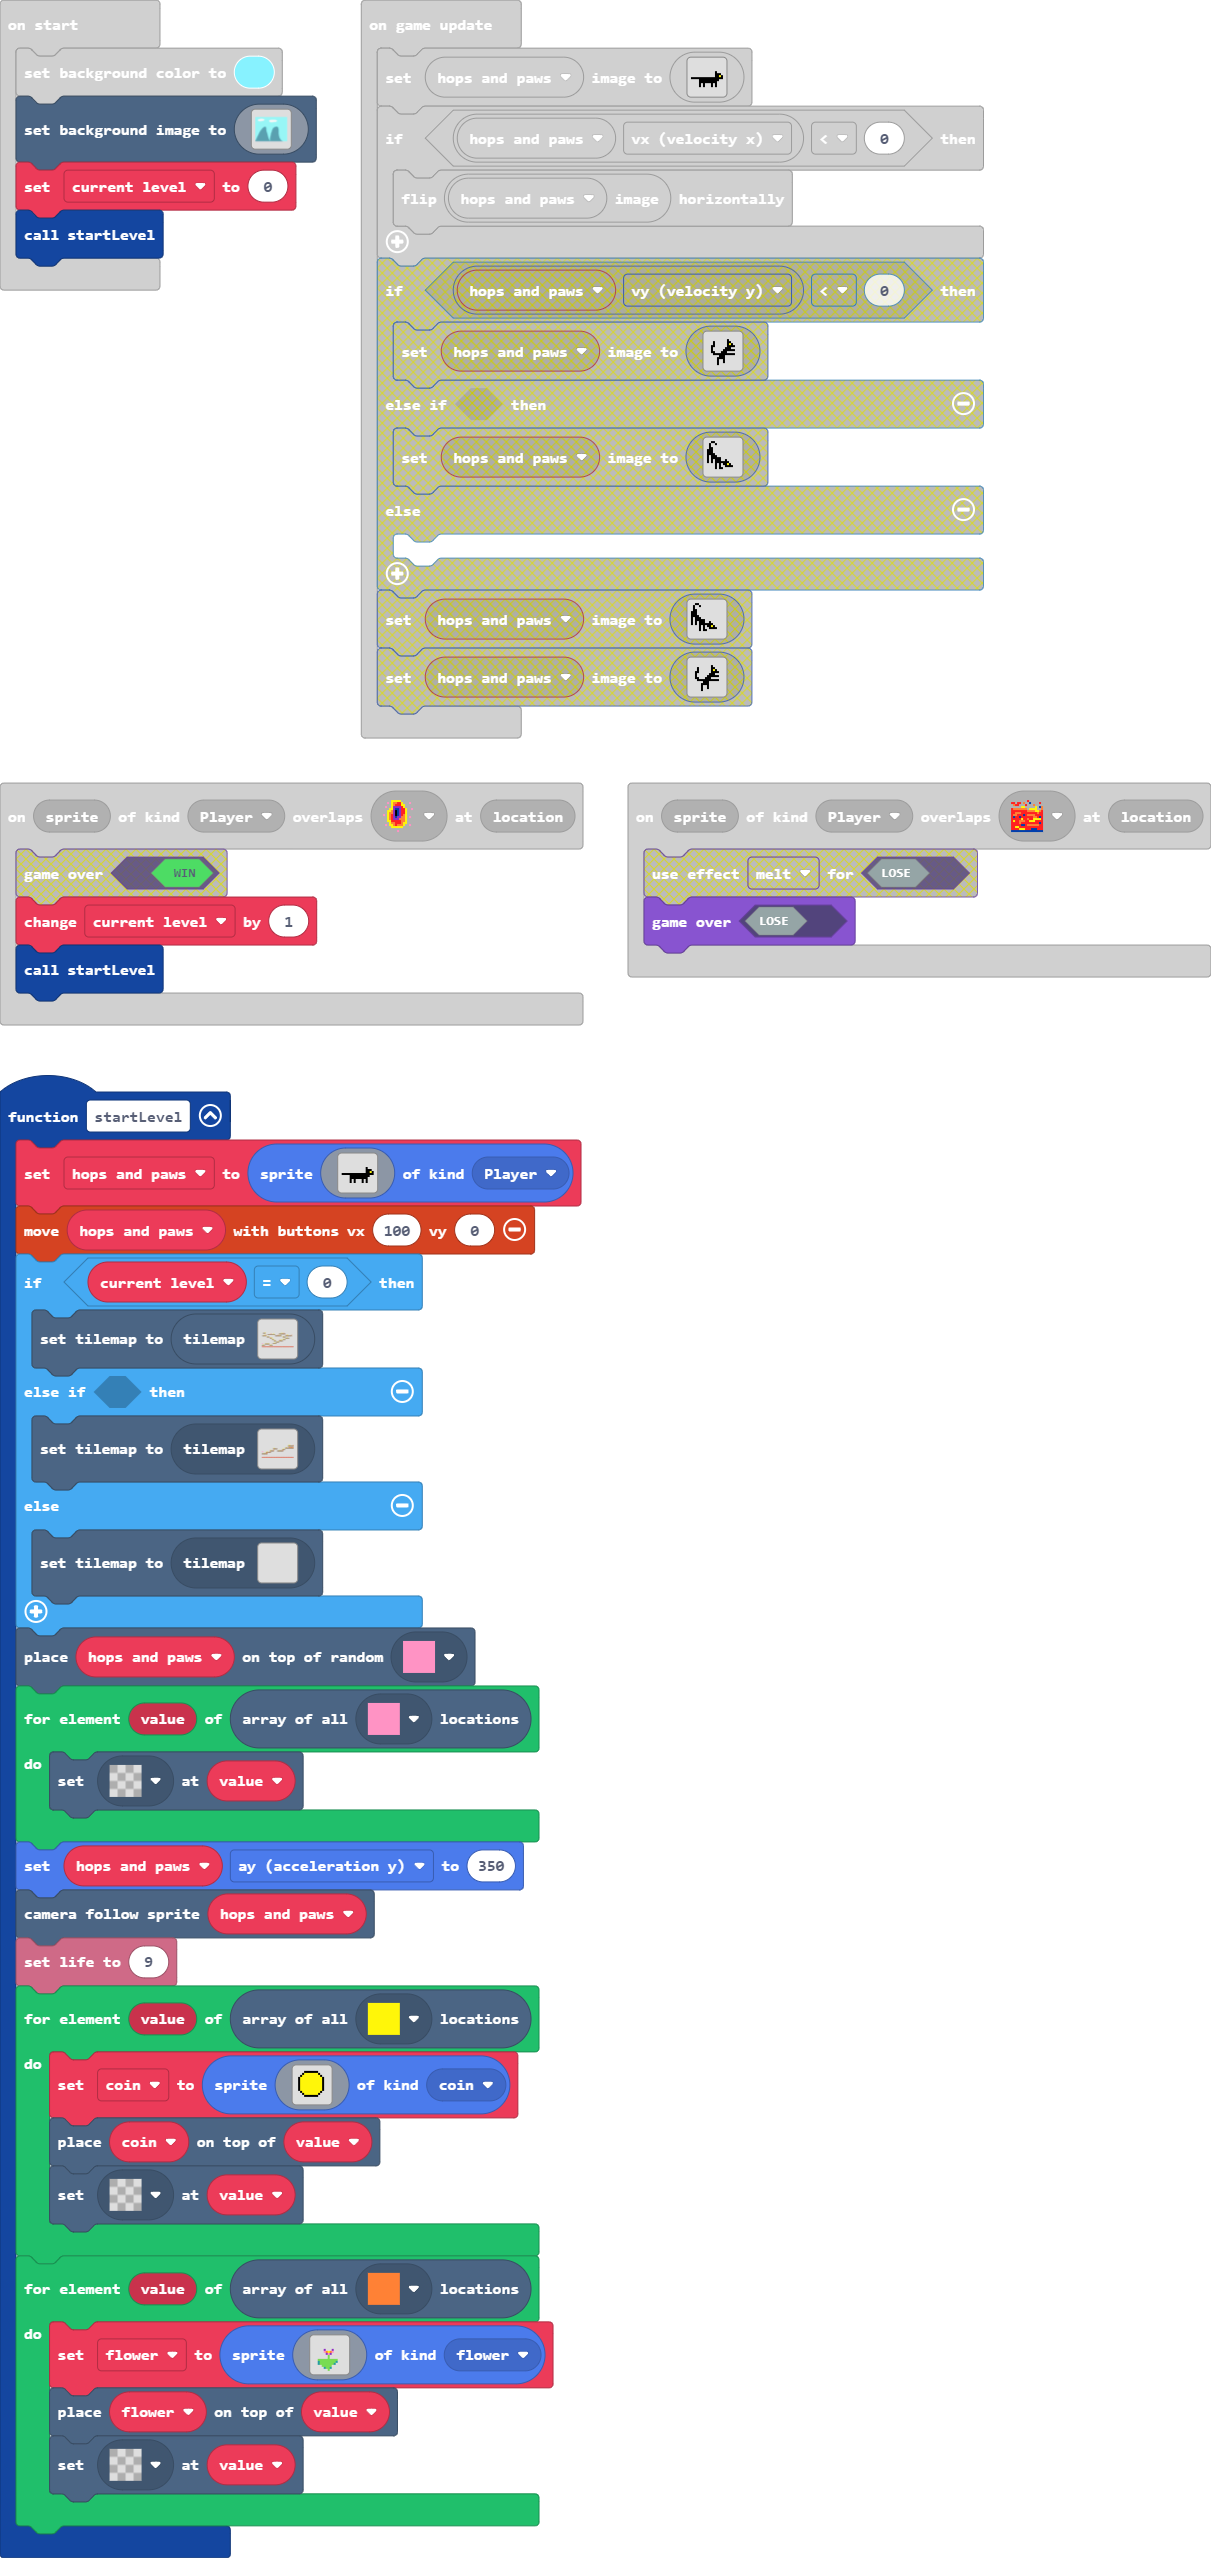 on start
set background color to
set background image to
set current level to 0
call startLevel
on game update
set hops and paws image to
if hops and paws vx (velocity x) < 0 then
flip hops and paws image horizontally
if hops and paws vy (velocity y) < 0 then
set hops and paws image to
else if then
set hops and paws image to
else
set hops and paws image to
set hops and paws image to
on sprite of kind Player overlaps at location
game over WIN
change current level by 1
call startLevel
on sprite of kind Player overlaps at location
use effect melt for LOSE
game over LOSE
function startLevel
set hops and paws to sprite of kind Player
move hops and paws with buttons vx 100 vy 0
if current level = 0 then
set tilemap to tilemap
else if then
set tilemap to tilemap
else
set tilemap to tilemap
place hops and paws on top of random
for element value of array of all locations
do
set at value
set hops and paws ay (acceleration y) to 350
camera follow sprite hops and paws
set life to 9
for element value of array of all locations
do
set coin to sprite of kind coin
place coin on top of value
set at value
for element value of array of all locations
do
set flower to sprite of kind flower
place flower on top of value
set at value